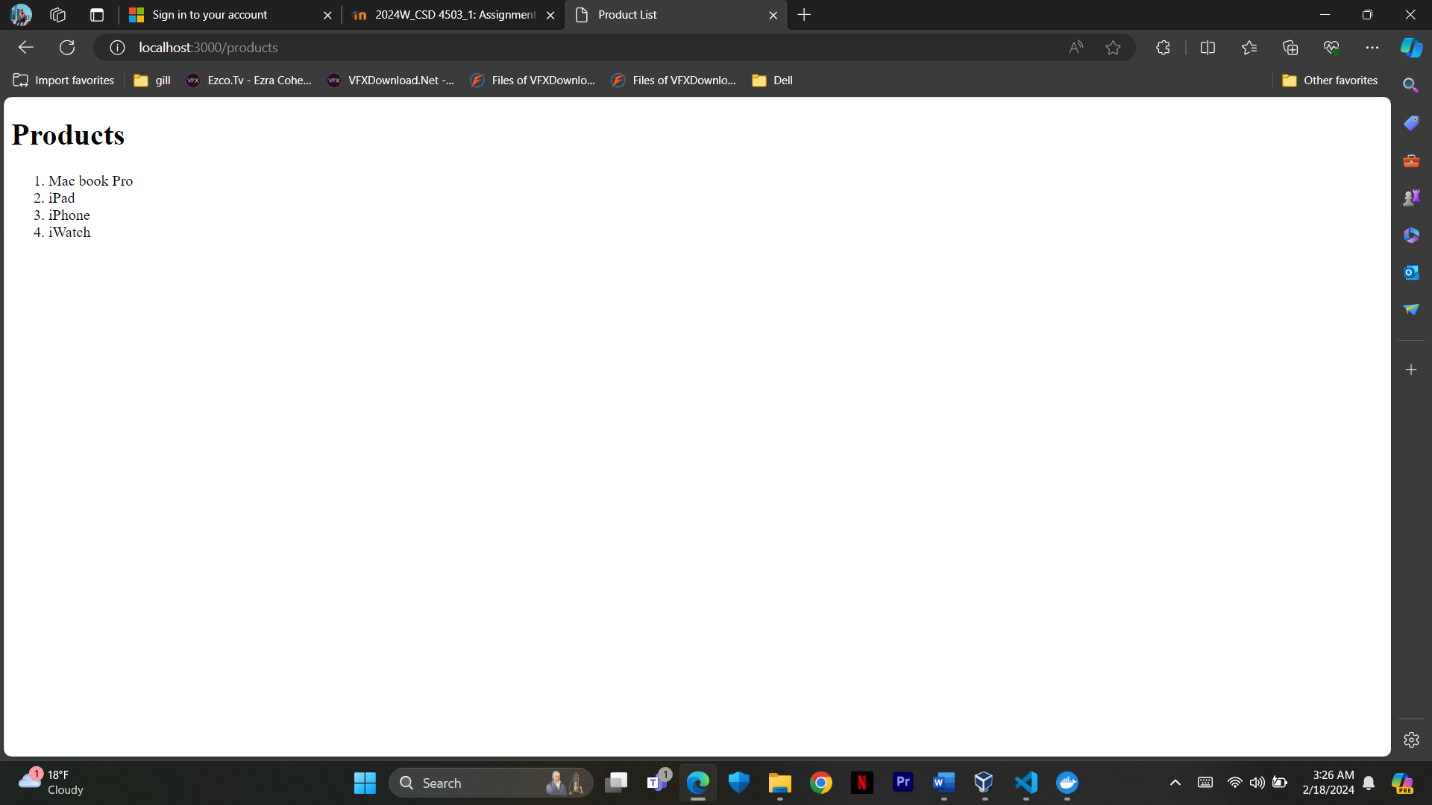 Sign in to your account
2024W_CSD 4503_1: Assignment
Product List
localhost:3000/products
Import favorites
gill
Ezco.Tv - Ezra Cohe...
VFXDownload.Net -...
Files of VFXDownlo...
Files of VFXDownlo...
Dell
Other favorites
Products
1. Mac book Pro
2. iPad
3. iPhone
4. iWatch
1
18°F
Cloudy
Search
1
3:26 AM
2/18/2024